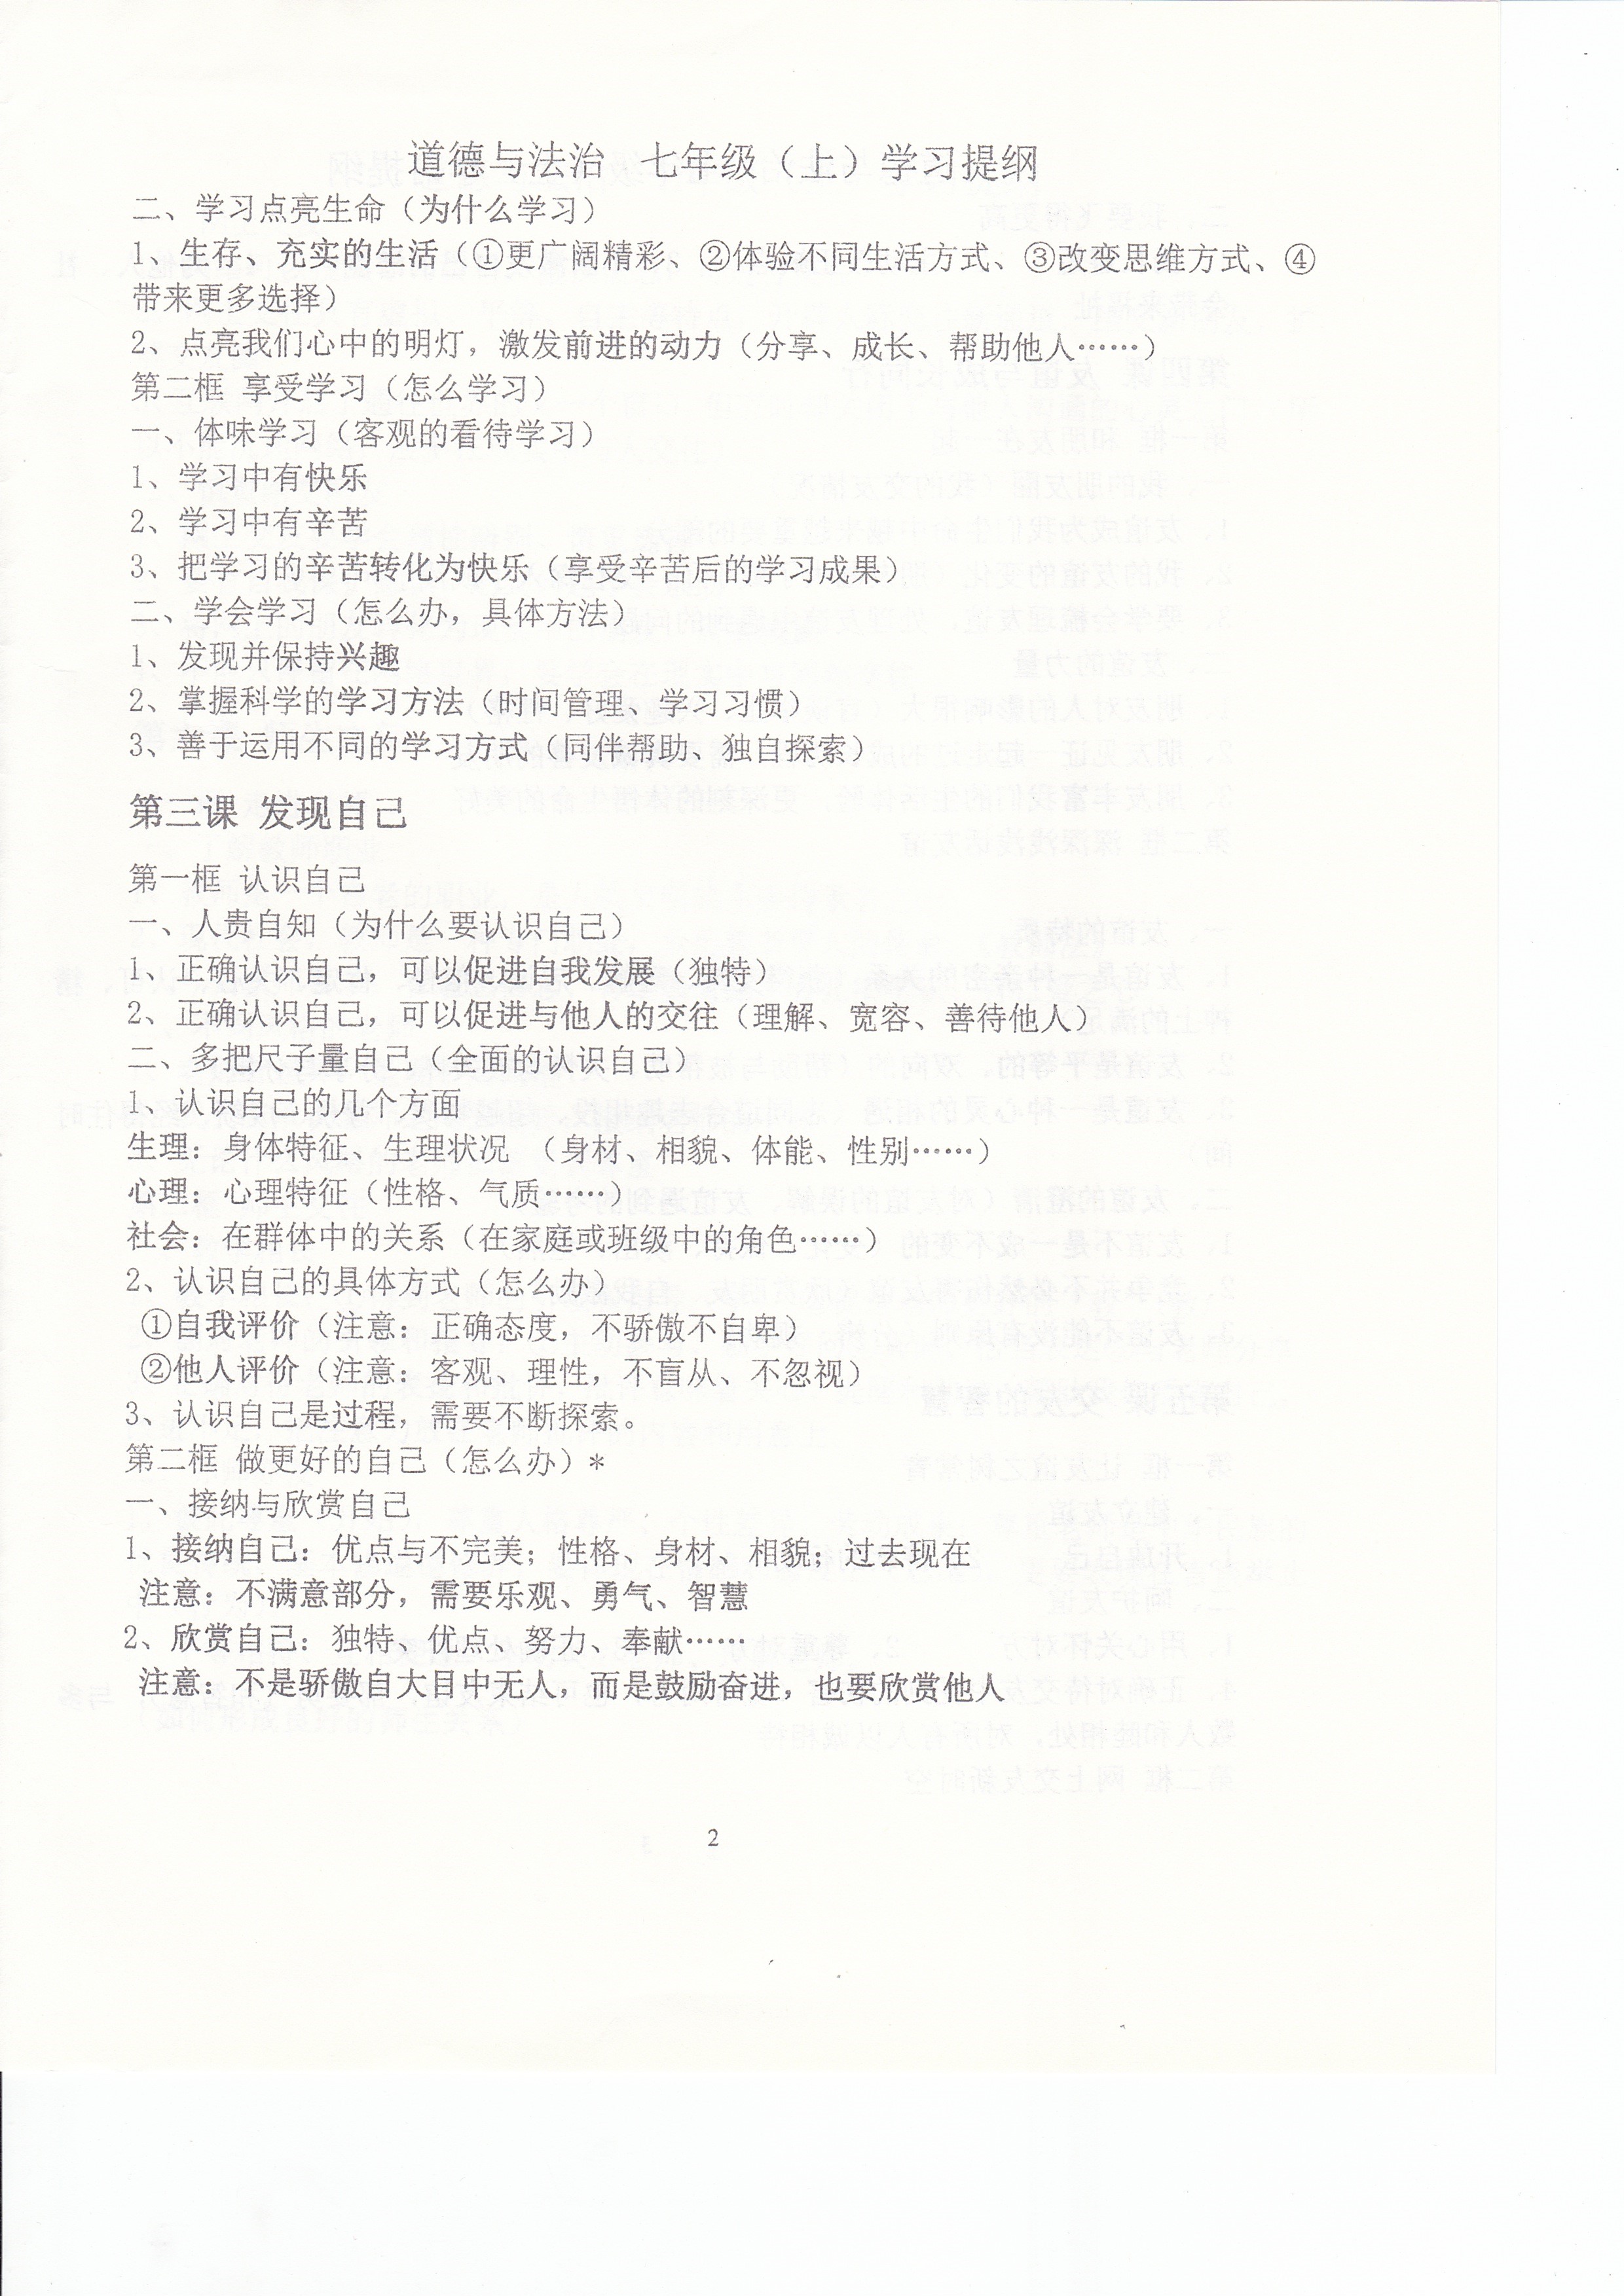 道德与法治 七年级（上）学习提纲
二、学习点亮生命（为什么学习）
1、生存、充实的生活（①更广阔精彩、②体验不同生活方式、③改变思维方式、④
带来更多选择）
2、点亮我们心中的明灯，激发前进的动力（分享、成长、帮助他人……）
第二框 享受学习（怎么学习）
一、体味学习（客观的看待学习）
1、学习中有快乐
2、学习中有辛苦
3、把学习的辛苦转化为快乐（享受辛苦后的学习成果）
二、学会学习（怎么办，具体方法）
1、发现并保持兴趣
2、掌握科学的学习方法（时间管理、学习习惯）
3、善于运用不同的学习方式（同伴帮助、独自探索）
第三课 发现自己
第一框 认识自己
一、人贵自知（为什么要认识自己）
1、正确认识自己，可以促进自我发展（独特）
2、正确认识自己，可以促进与他人的交往（理解、宽容、善待他人）
二、多把尺子量自己（全面的认识自己）
1、认识自己的几个方面
生理：身体特征、生理状况 （身材、相貌、体能、性别……）
心理：心理特征（性格、气质……）
社会：在群体中的关系（在家庭或班级中的角色……）
2、认识自己的具体方式（怎么办）
①自我评价（注意：正确态度，不骄傲不自卑）
②他人评价（注意：客观、理性，不盲从、不忽视）
3、认识自己是过程，需要不断探索。
第二框 做更好的自己（怎么办）*
一、接纳与欣赏自己
1、接纳自己：优点与不完美；性格、身材、相貌；过去现在
注意：不满意部分，需要乐观、勇气、智慧
2、欣赏自己：独特、优点、努力、奉献……
注意：不是骄傲自大目中无人，而是鼓励奋进，也要欣赏他人
2